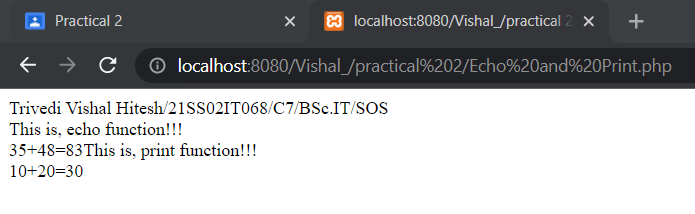 Practical 2
localhost:8080/Vishal_/practical 2
localhost:8080/Vishal_/practical%202/Echo%20and%20Print.php
Trivedi Vishal Hitesh/21SS02IT068/C7/BSc.IT/SOS
This is, echo function!!!
35+48=83This is, print function!!!
10+20=30